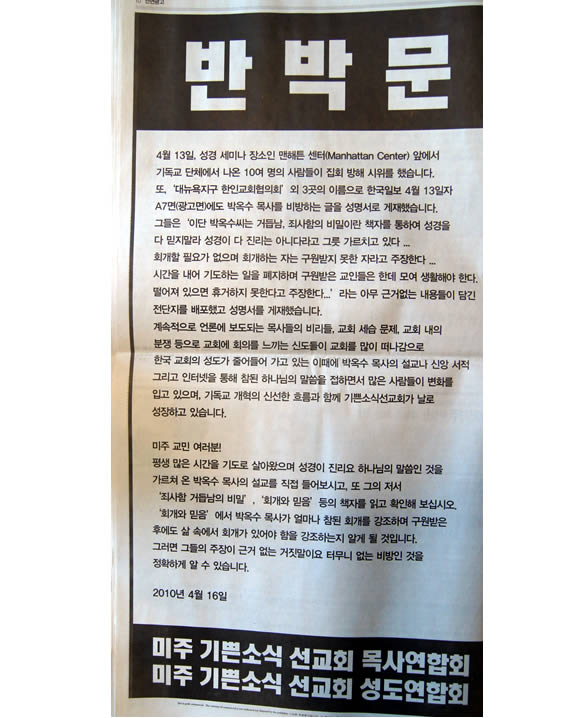 전면광고
반 박 문
4월 13일, 성경 세미나 장소인 맨해튼 센터(Manhattan Center) 앞에서
기독교 단체에서 나온 10여 명의 사람들이 집회 방해 시위를 했습니다.
또, ‘대뉴욕지구 한인교회협의회’ 외 3곳의 이름으로 한국일보 4월 13일자
A7면(광고면)에도 박옥수 목사를 비방하는 글을 성명서로 게재했습니다.
그들은 ‘이단 박옥수씨는 거듭남, 죄사함의 비밀이란 책자를 통하여 성경을
다 믿지말라 성경이 다 진리는 아니다라고 그릇 가르치고 있다 ...
회개할 필요가 없으며 회개하는 자는 구원받지 못한 자라고 주장한다 ...
시간을 내어 기도하는 일을 폐지하며 구원받은 교인들은 한데 모여 생활해야 한다.
떨어져 있으면 휴거하지 못한다고 주장한다...’ 라는 아무 근거없는 내용들이 담긴
전단지를 배포했고 성명서를 게재했습니다.
계속적으로 언론에 보도되는 목사들의 비리들, 교회 세습 문제, 교회 내의
분쟁 등으로 교회에 회의를 느끼는 신도들이 교회를 많이 떠나감으로
한국 교회의 성도가 줄어들어 가고 있는 이때에 박옥수 목사의 설교나 신앙 서적
그리고 인터넷을 통해 참된 하나님의 말씀을 접하면서 많은 사람들이 변화를
입고 있으며, 기독교 개혁의 신선한 흐름과 함께 기쁜소식선교회가 날로
성장하고 있습니다.
미주 교민 여러분!
평생 많은 시간을 기도로 살아왔으며 성경이 진리요 하나님의 말씀인 것을
가르쳐 온 박옥수 목사의 설교를 직접 들어보시고, 또 그의 저서
‘죄사함 거듭남의 비밀’, ‘회개와 믿음’ 등의 책자를 읽고 확인해 보십시오.
‘회개와 믿음’ 에서 박옥수 목사가 얼마나 참된 회개를 강조하며 구원받은
후에도 삶 속에서 회개가 있어야 함을 강조하는지 알게 될 것입니다.
그러면 그들의 주장이 근거 없는 거짓말이요 터무니 없는 비방인 것을
정확하게 알 수 있습니다.
2010년 4월 16일
미주 기쁜소식 선교회 목사연합회
미주 기쁜소식 선교회 성도연합회